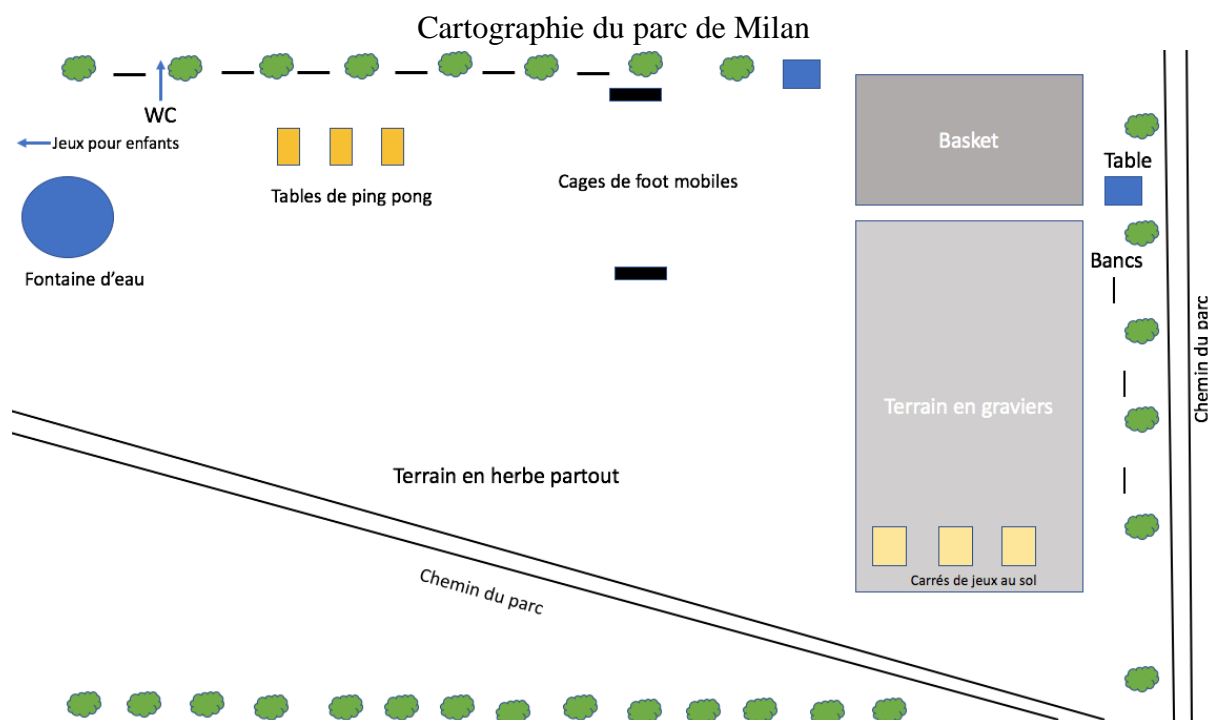 Cartographie du parc de Milan
WC
Jeux pour enfants
Tables de ping pong
Cages de foot mobiles
Basket
Table
Fontaine d'eau
Bancs
Chemin du parc
Terrain en graviers
Terrain en herbe partout
Carrés de jeux au sol
Chemin du parc